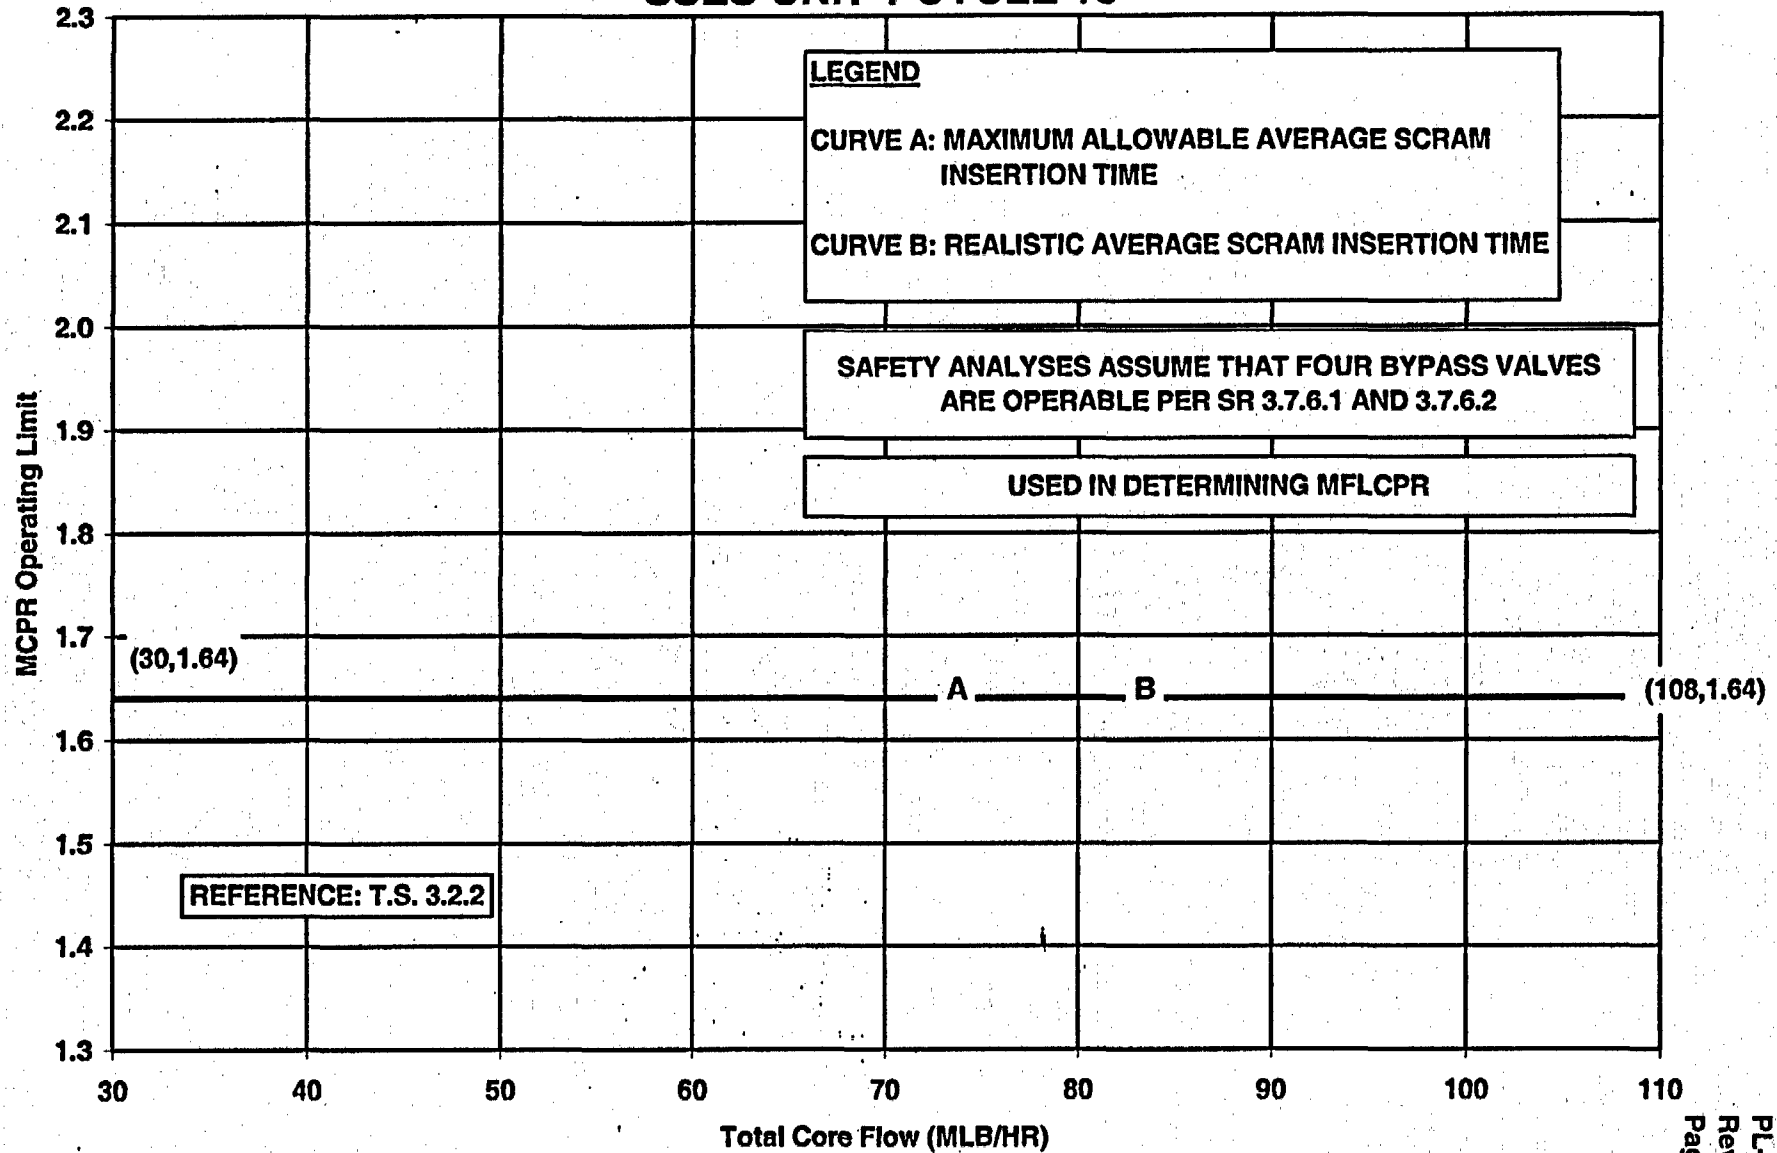 2.3
2.2
2.1
2.0
1.9
1.8
1.7
1.6
1.5
1.4
1.3
MCPR Operating Limit
LEGEND
CURVE A: MAXIMUM ALLOWABLE AVERAGE SCRAM
INSERTION TIME
CURVE B: REALISTIC AVERAGE SCRAM INSERTION TIME
SAFETY ANALYSES ASSUME THAT FOUR BYPASS VALVES
ARE OPERABLE PER SR 3.7.6.1 AND 3.7.6.2
USED IN DETERMINING MFLCPR
(30,1.64)
A
B
(108,1.64)
REFERENCE: T.S. 3.2.2
30 40 50 60 70 80 90 100 110
Total Core Flow (MLB/HR)